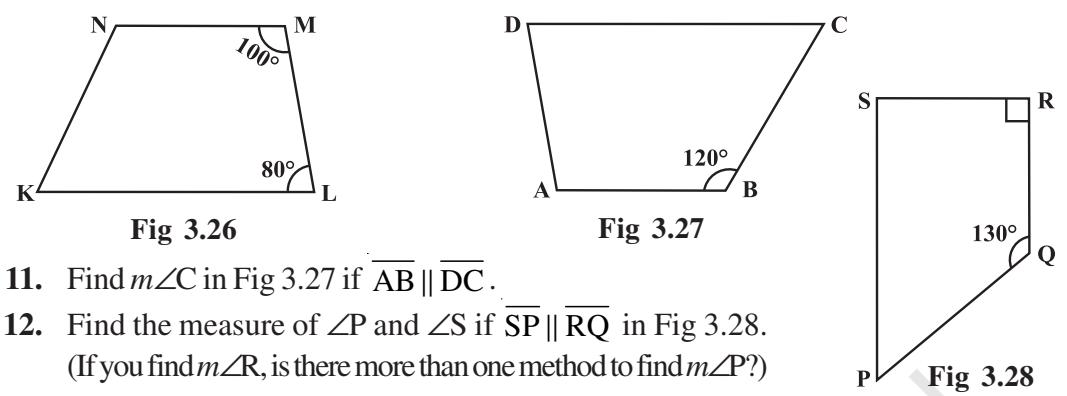 N M
100°
80°
K L
Fig 3.26
D C
120°
A B
Fig 3.27
S R
130°
Q
P
Fig 3.28
11. Find m∠C in Fig 3.27 if AB || DC .
12. Find the measure of ∠P and ∠S if SP || RQ in Fig 3.28.
(If you find m∠R, is there more than one method to find m∠P?)